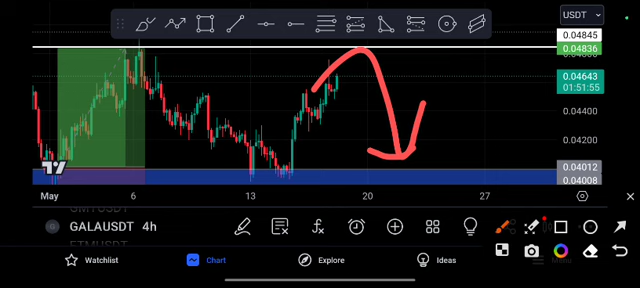 USDT
0.04845
0.04836
0.04643
01:51:55
0.04400
0.04200
0.04012
0.04008
May 6 13 20 27
GALAUSDT 4h
Watchlist Chart Explore Ideas